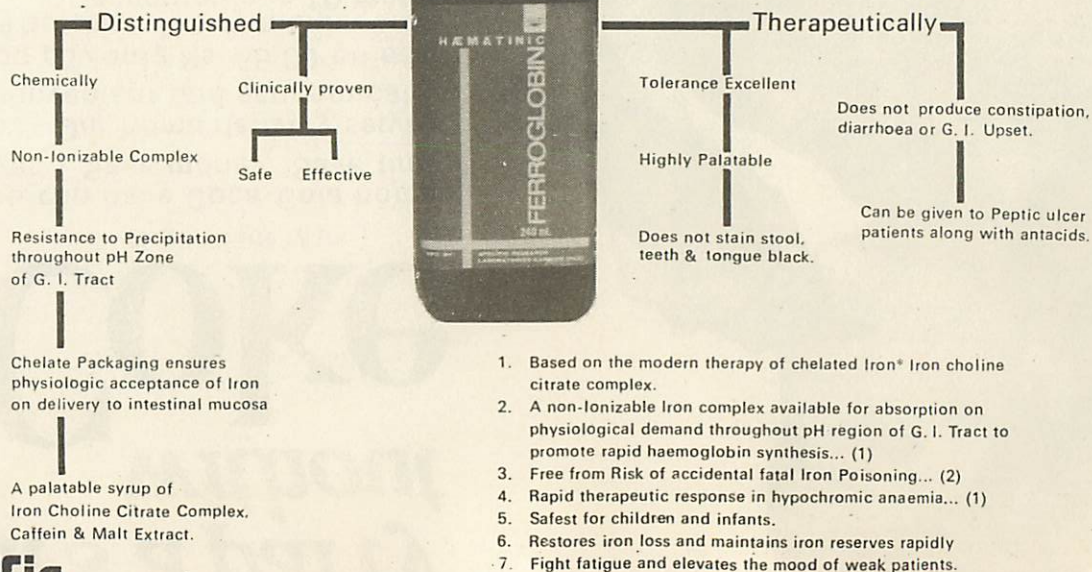 Distinguished
Therapeutically
Chemically
Non-Ionizable Complex
Resistance to Precipitation
throughout pH Zone
of G. I. Tract
Chelate Packaging ensures
physiologic acceptance of Iron
on delivery to intestinal mucosa
A palatable syrup of
Iron Choline Citrate Complex.
Caffein & Malt Extract.
Clinically proven
Safe Effective
HÆMATINIC
FERROGLOBIN
240 ml.
SPECIFIC RESEARCH
Tolerance Excellent
Highly Palatable
Does not stain stool,
teeth & tongue black.
Does not produce constipation,
diarrhoea or G. I. Upset.
Can be given to Peptic ulcer
patients along with antacids.
1. Based on the modern therapy of chelated Iron* Iron choline
citrate complex.
2. A non-Ionizable Iron complex available for absorption on
physiological demand throughout pH region of G. I. Tract to
promote rapid haemoglobin synthesis... (1)
3. Free from Risk of accidental fatal Iron Poisoning... (2)
4. Rapid therapeutic response in hypochromic anaemia... (1)
5. Safest for children and infants.
6. Restores iron loss and maintains iron reserves rapidly
7. Fight fatigue and elevates the mood of weak patients.